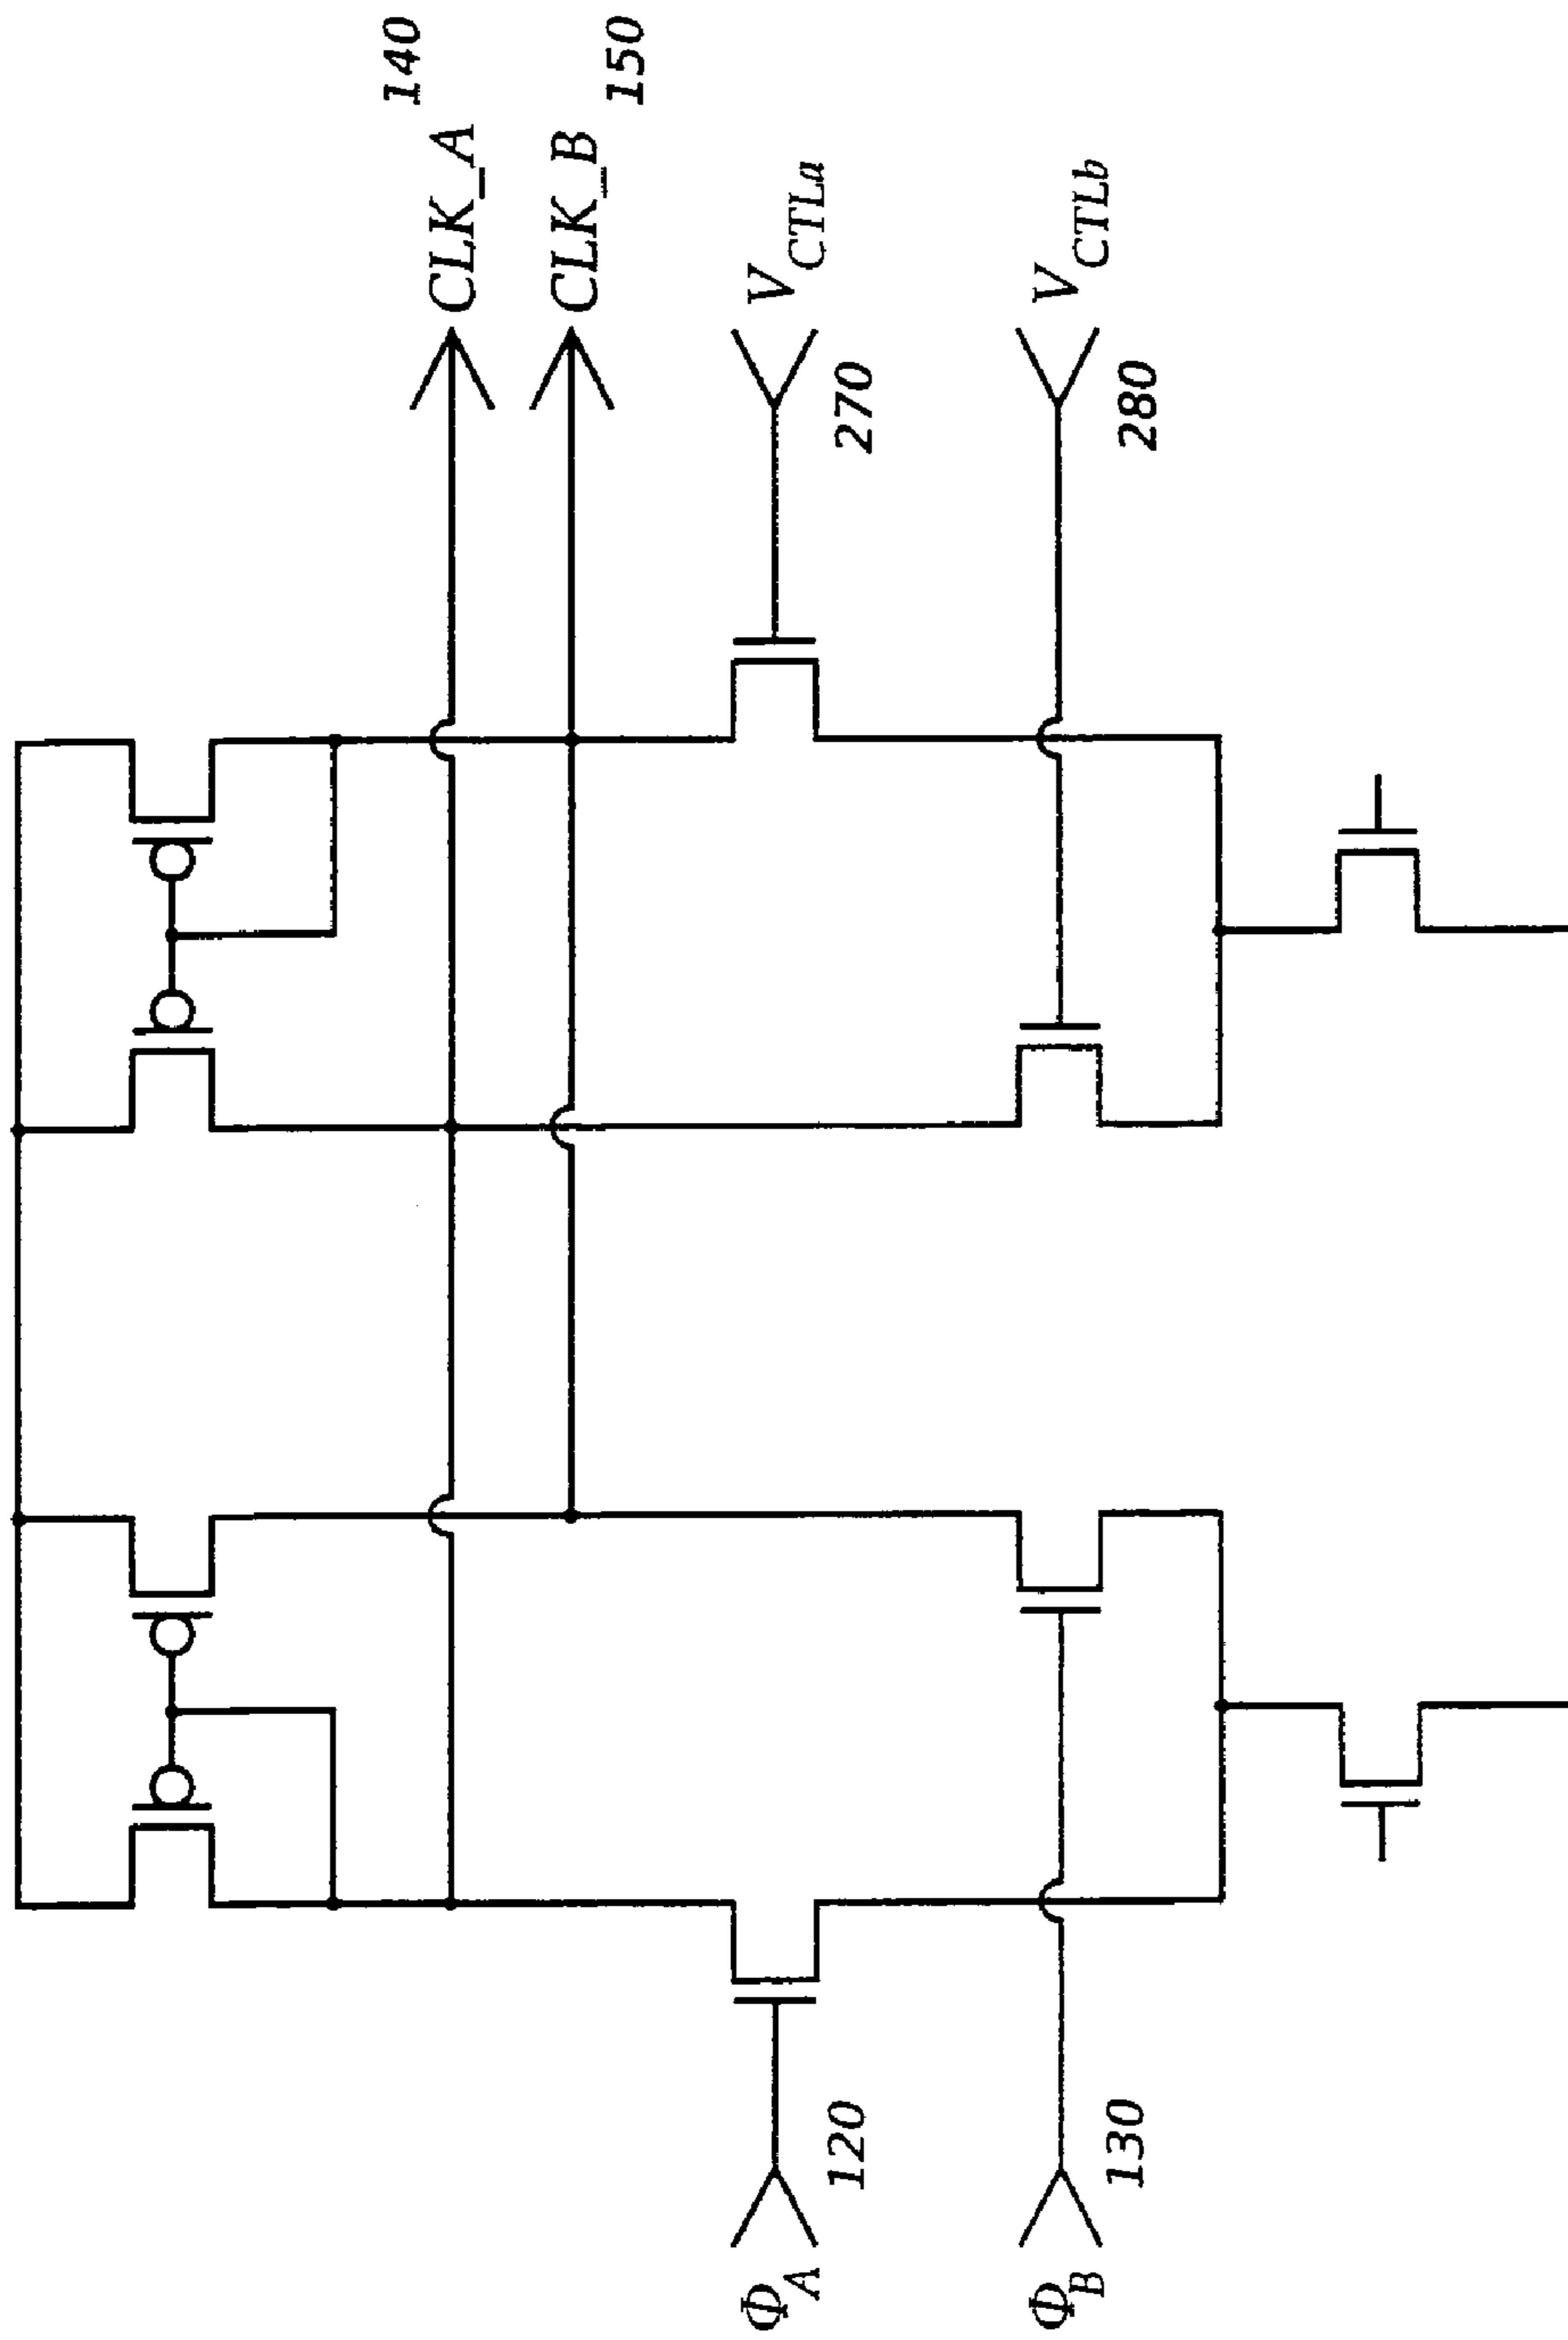 Φ_A 120
Φ_B 130
CLK_A 140
CLK_B 150
V_CTLa 270
V_CTLb 280